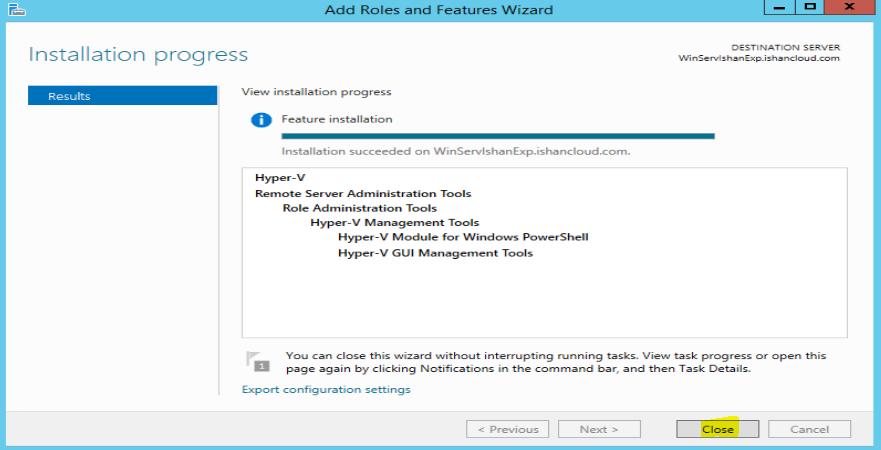 Add Roles and Features Wizard
Installation progress
DESTINATION SERVER
WinServIshanExp.ishancloud.com
Results
View installation progress
Feature installation
Installation succeeded on WinServIshanExp.ishancloud.com.
Hyper-V
Remote Server Administration Tools
Role Administration Tools
Hyper-V Management Tools
Hyper-V Module for Windows PowerShell
Hyper-V GUI Management Tools
1
You can close this wizard without interrupting running tasks. View task progress or open this
page again by clicking Notifications in the command bar, and then Task Details.
Export configuration settings
< Previous
Next >
Close
Cancel